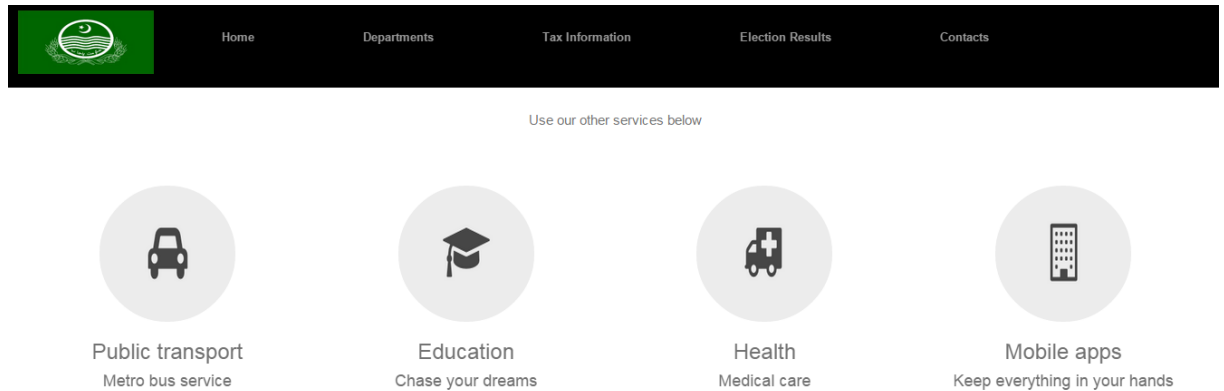 Home Departments Tax Information Election Results Contacts
Use our other services below
Public transport Education Health Mobile apps
Metro bus service Chase your dreams Medical care Keep everything in your hands